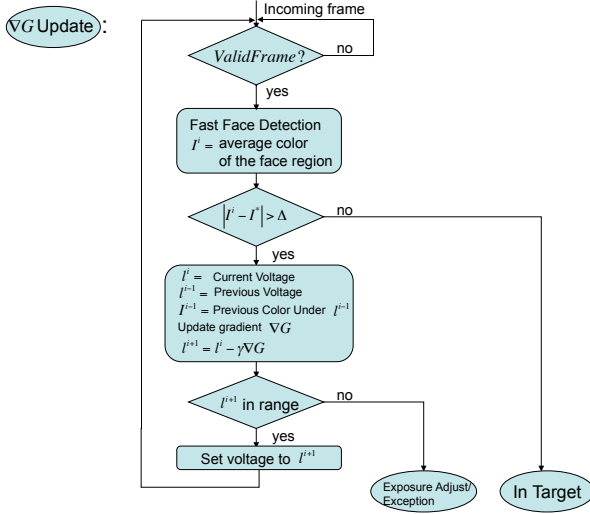 ∇G Update :
Incoming frame
ValidFrame?
no
yes
Fast Face Detection
I^i = average color
of the face region
|I^i − I^*| > Δ
no
yes
l^i = Current Voltage
l^{i−1} = Previous Voltage
I^{i−1} = Previous Color Under l^{i−1}
Update gradient ∇G
l^{i+1} = l^i − γ∇G
l^{i+1} in range
no
yes
Set voltage to l^{i+1}
Exposure Adjust/
Exception
In Target